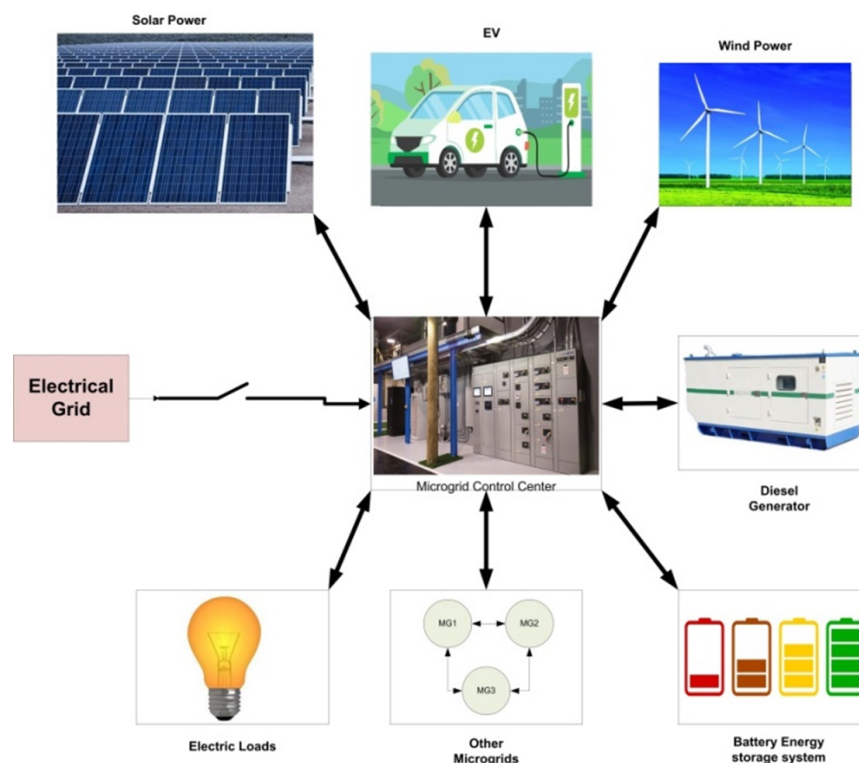 Solar Power
EV
Wind Power
Electrical
Grid
Microgrid Control Center
Diesel
Generator
MG1
MG2
MG3
Electric Loads
Other
Microgrids
Battery Energy
storage system